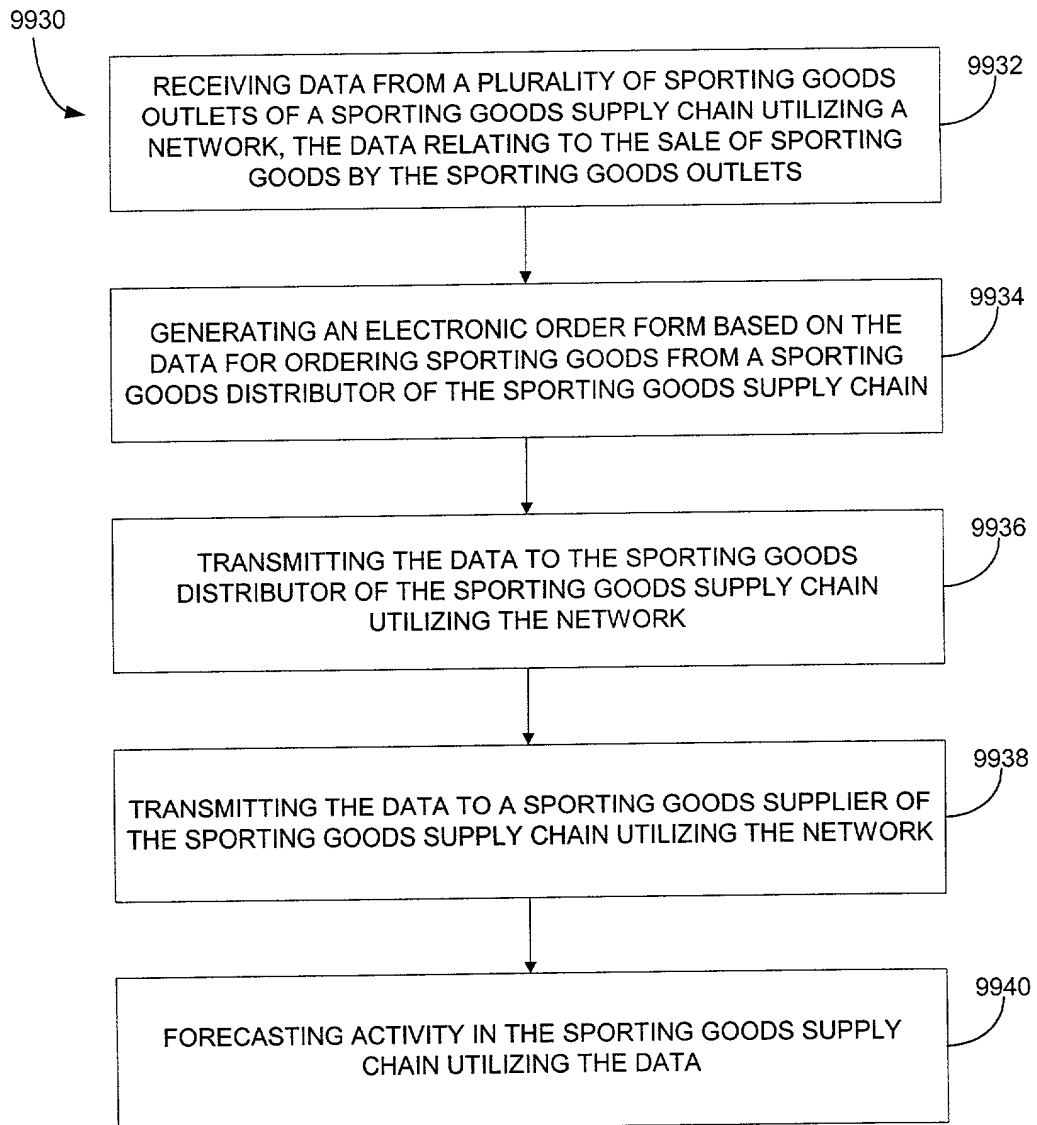 9930
9932
RECEIVING DATA FROM A PLURALITY OF SPORTING GOODS
OUTLETS OF A SPORTING GOODS SUPPLY CHAIN UTILIZING A
NETWORK, THE DATA RELATING TO THE SALE OF SPORTING
GOODS BY THE SPORTING GOODS OUTLETS
9934
GENERATING AN ELECTRONIC ORDER FORM BASED ON THE
DATA FOR ORDERING SPORTING GOODS FROM A SPORTING
GOODS DISTRIBUTOR OF THE SPORTING GOODS SUPPLY CHAIN
9936
TRANSMITTING THE DATA TO THE SPORTING GOODS
DISTRIBUTOR OF THE SPORTING GOODS SUPPLY CHAIN
UTILIZING THE NETWORK
9938
TRANSMITTING THE DATA TO A SPORTING GOODS SUPPLIER OF
THE SPORTING GOODS SUPPLY CHAIN UTILIZING THE NETWORK
9940
FORECASTING ACTIVITY IN THE SPORTING GOODS SUPPLY
CHAIN UTILIZING THE DATA